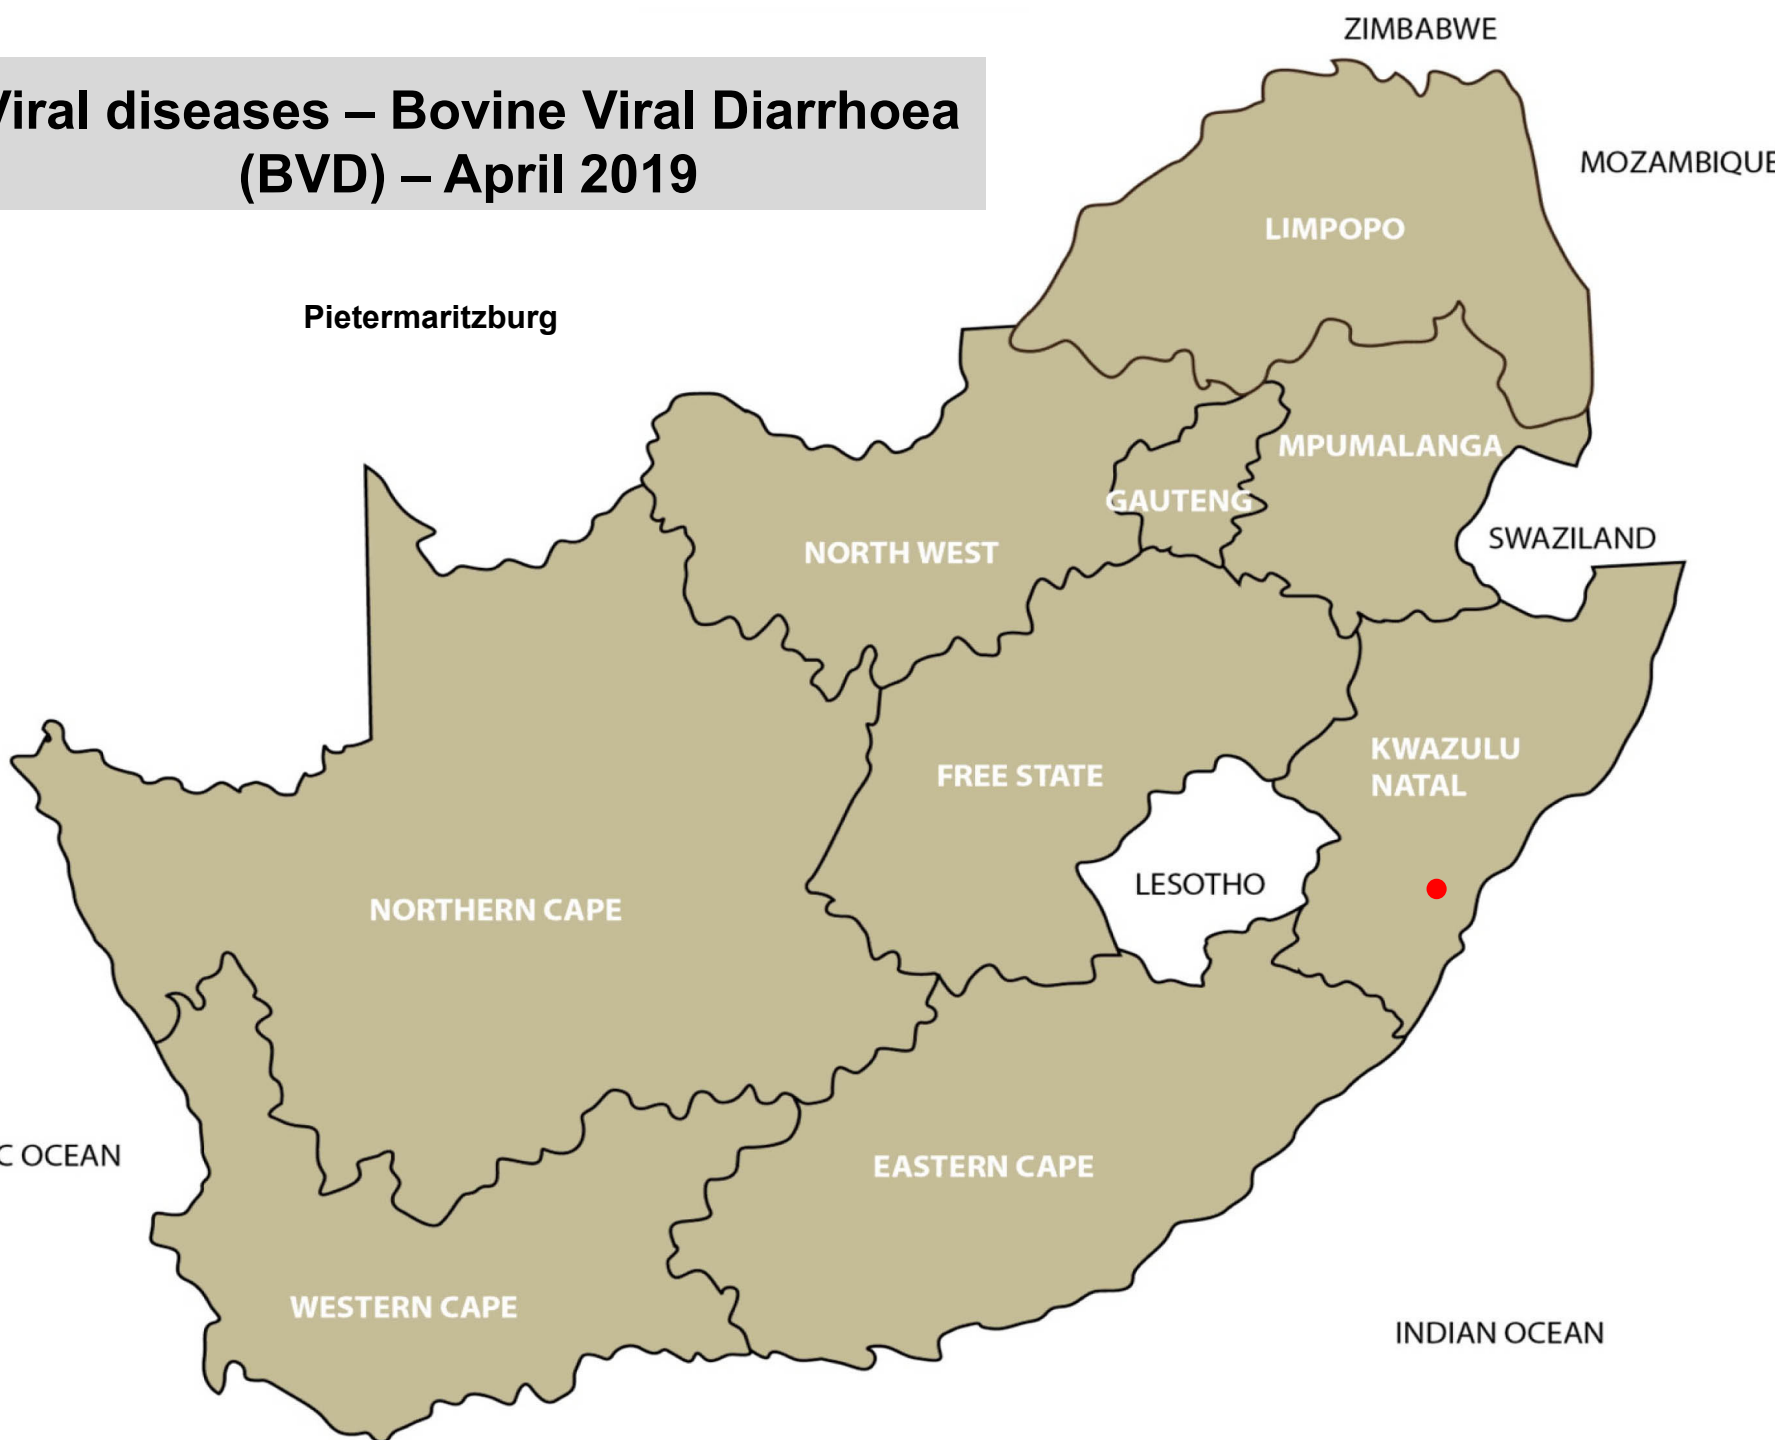 ZIMBABWE
Viral diseases – Bovine Viral Diarrhoea
(BVD) – April 2019
MOZAMBIQUE
LIMPOPO
Pietermaritzburg
MPUMALANGA
GAUTENG
SWAZILAND
NORTH WEST
KWAZULU
NATAL
FREE STATE
LESOTHO
NORTHERN CAPE
C OCEAN
EASTERN CAPE
WESTERN CAPE
INDIAN OCEAN